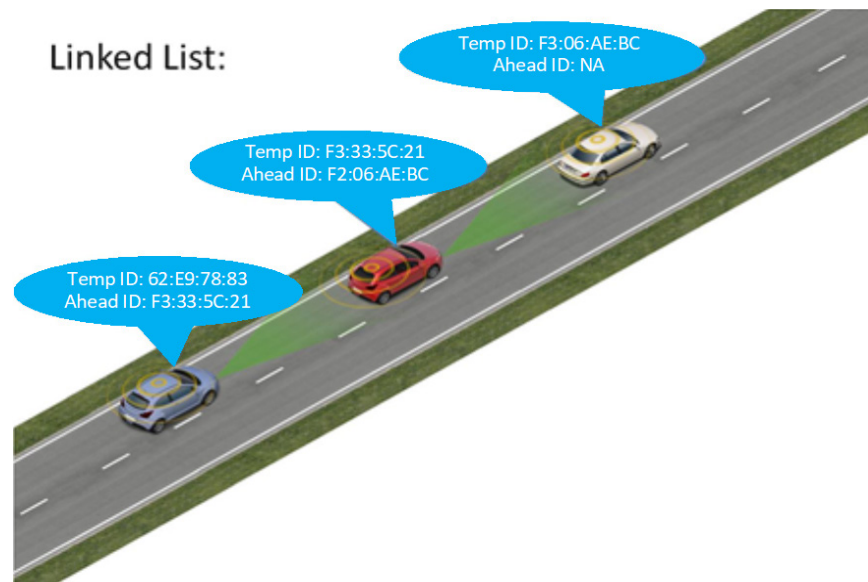 Linked List:
Temp ID: F3:06:AE:BC
Ahead ID: NA
Temp ID: F3:33:5C:21
Ahead ID: F2:06:AE:BC
Temp ID: 62:E9:78:83
Ahead ID: F3:33:5C:21